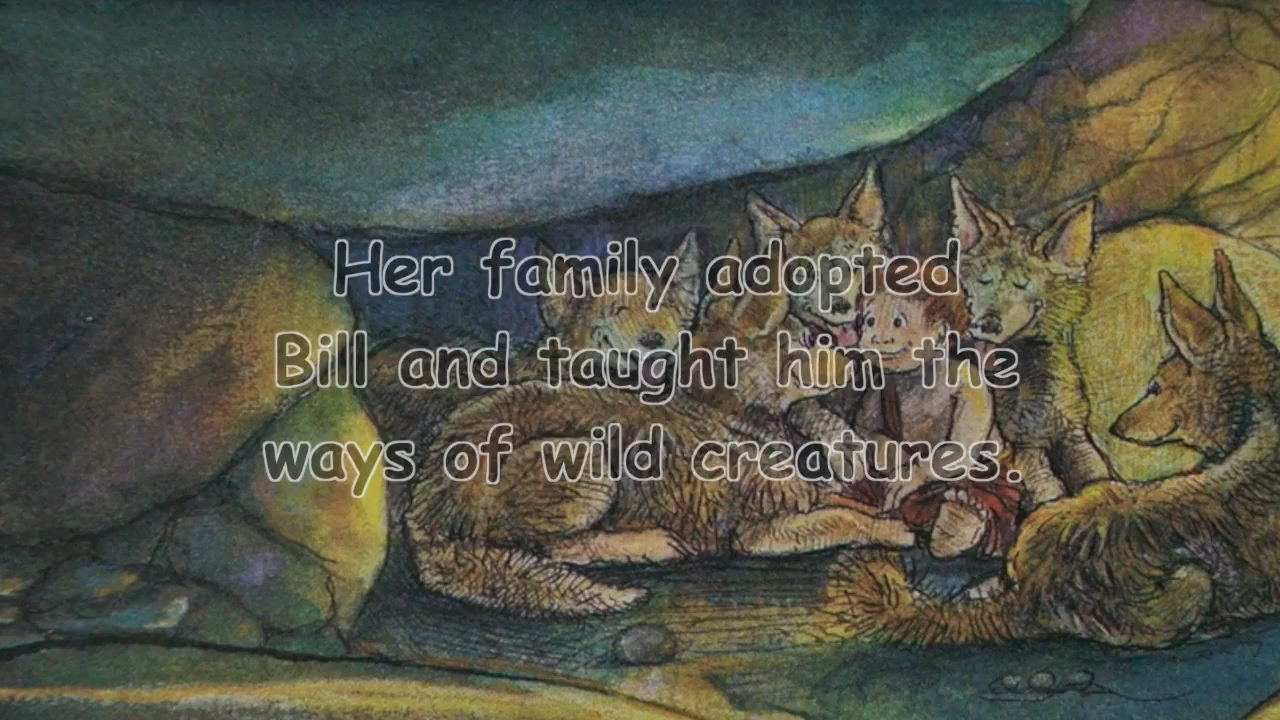 Her family adopted
Bill and taught him the
ways of wild creatures.